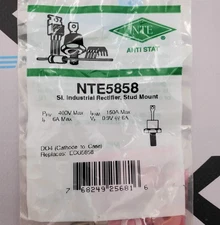 NTE
ANTI STAT
NTE5858
SI, Industrial Rectifier, Stud Mount
400V Max
150A Max
6A Max
0.9V @ 6A
DO4 (Cathode to Case)
Replaces:
7 68249 25681 6